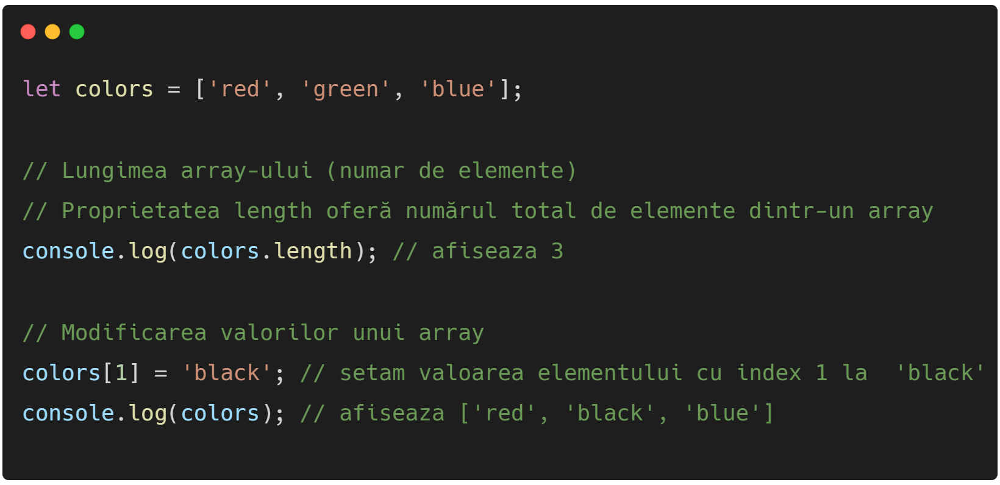 let colors = ['red', 'green', 'blue'];
// Lungimea array-ului (numar de elemente)
// Proprietatea length oferă numărul total de elemente dintr-un array
console.log(colors.length); // afiseaza 3
// Modificarea valorilor unui array
colors[1] = 'black'; // setam valoarea elementului cu index 1 la  'black'
console.log(colors); // afiseaza ['red', 'black', 'blue']